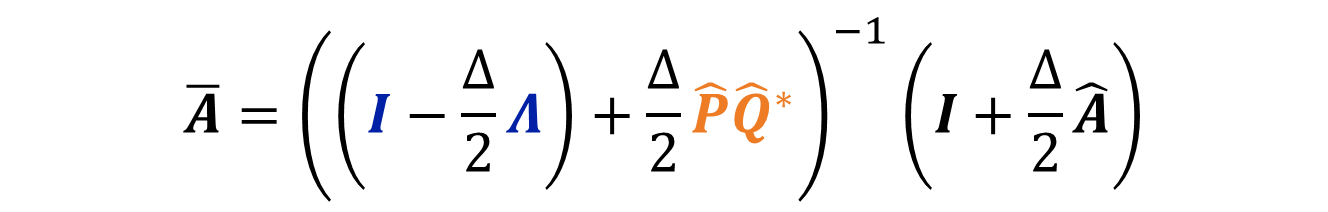 A̅ = ( ( I − Δ/2 Λ ) + Δ/2 P̂ Q̂* )⁻¹ ( I + Δ/2 Â )